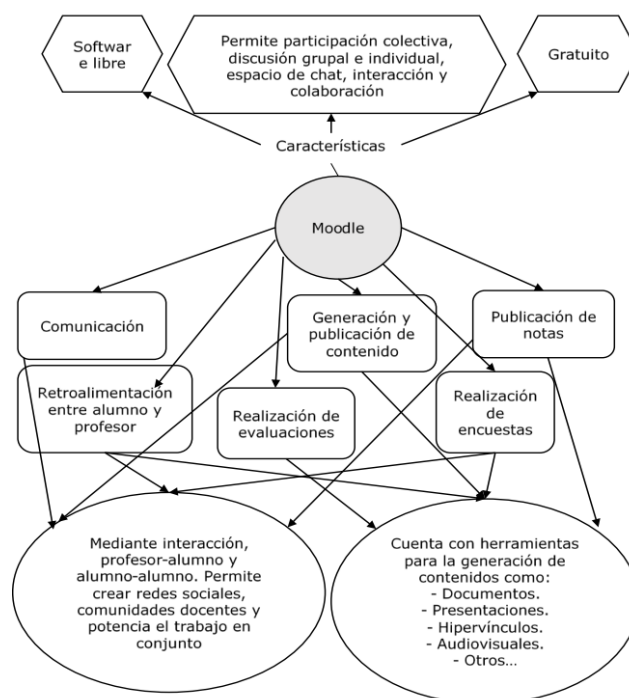 Softwar
e libre
Permite participación colectiva,
discusión grupal e individual,
espacio de chat, interacción y
colaboración
Gratuito
Características
Moodle
Comunicación
Generación y
publicación de
contenido
Publicación de
notas
Retroalimentación
entre alumno y
profesor
Realización de
evaluaciones
Realización
de
encuestas
Mediante interacción,
profesor-alumno y
alumno-alumno. Permite
crear redes sociales,
comunidades docentes y
potencia el trabajo en
conjunto
Cuenta con herramientas
para la generación de
contenidos como:
- Documentos.
- Presentaciones.
- Hipervínculos.
- Audiovisuales.
- Otros...